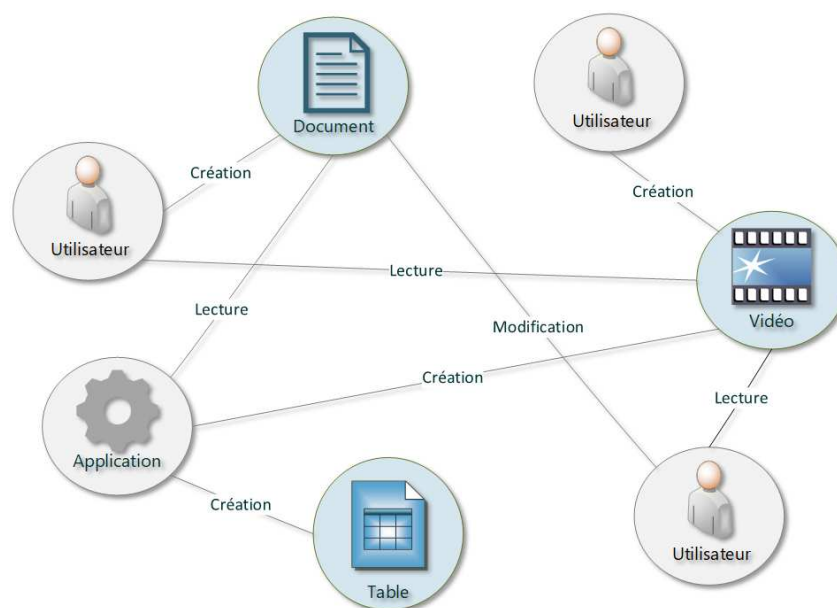 Document
Utilisateur
Création
Création
Utilisateur
Lecture
Lecture
Vidéo
Modification
Création
Lecture
Application
Création
Utilisateur
Table